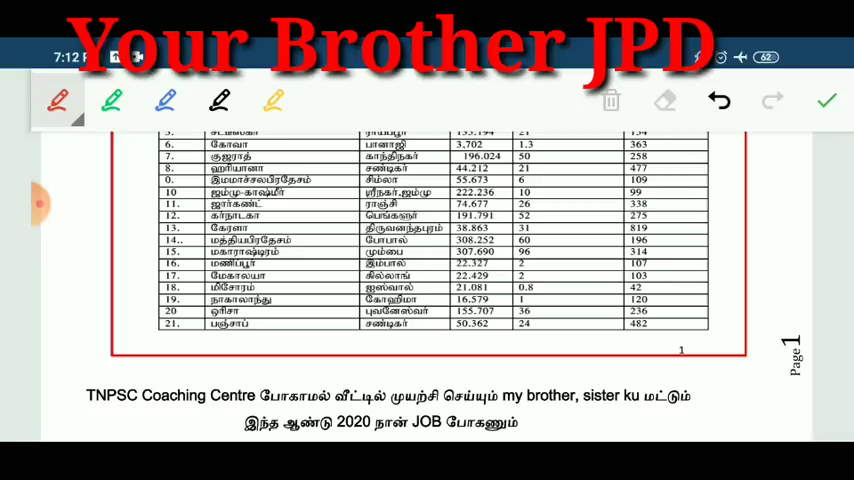 Your Brother JPD
7:12 62
6. கோவா பானாஜி 3,702 1.3 363
7. குஜராத் காந்திநகர் 196.024 50 258
8. ஹரியானா சண்டிகர் 44.212 21 477
0. இமமாச்சலபிரதேசம் சிம்லா 55.673 6 109
10 ஜம்மு-காஷ்மீர் ஸ்ரீநகர்,ஜம்மு 222.236 10 99
11. ஜார்கண்ட் ராஞ்சி 74.677 26 338
12. கர்நாடகா பெங்களூர் 191.791 52 275
13. கேரளா திருவனந்தபுரம் 38.863 31 819
14.. மத்தியபிரதேசம் போபால் 308.252 60 196
15. மகாராஷ்டிரம் மும்பை 307.690 96 314
16. மணிப்பூர் இம்பால் 22.327 2 107
17. மேகாலயா கில்லாங் 22.429 2 103
18. மிசோரம் ஐஸ்வால் 21.081 0.8 42
19. நாகாலாந்து கோஹிமா 16.579 1 120
20 ஒரிசா புவனேஸ்வர் 155.707 36 236
21. பஞ்சாப் சண்டிகர் 50.362 24 482
1
Page 1
TNPSC Coaching Centre போகாமல் வீட்டில் முயற்சி செய்யும் my brother, sister ku மட்டும்
இந்த ஆண்டு 2020 நான் JOB போகணும்